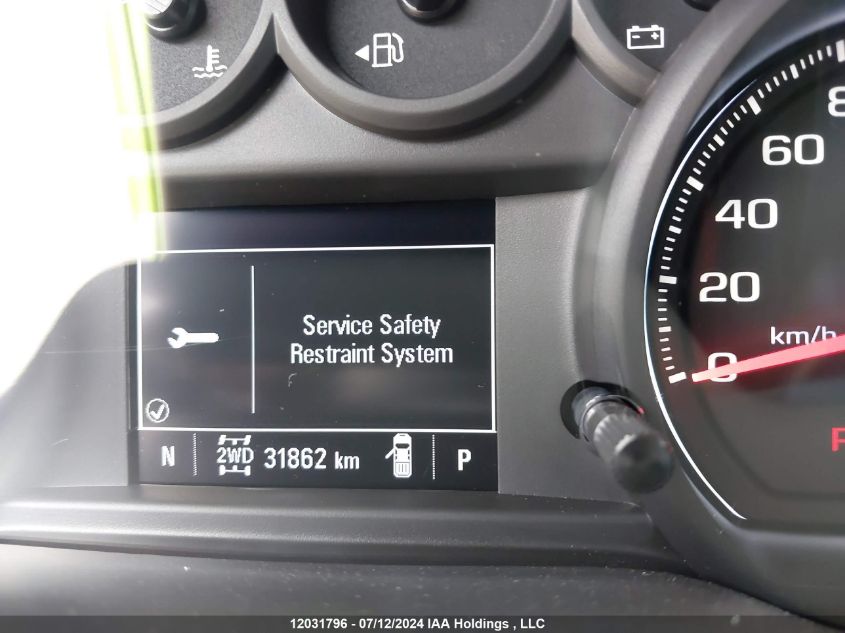 80
60
40
20
0
km/h
Service Safety
Restraint System
N 2WD 31862 km P
12031796 - 07/12/2024 IAA Holdings , LLC